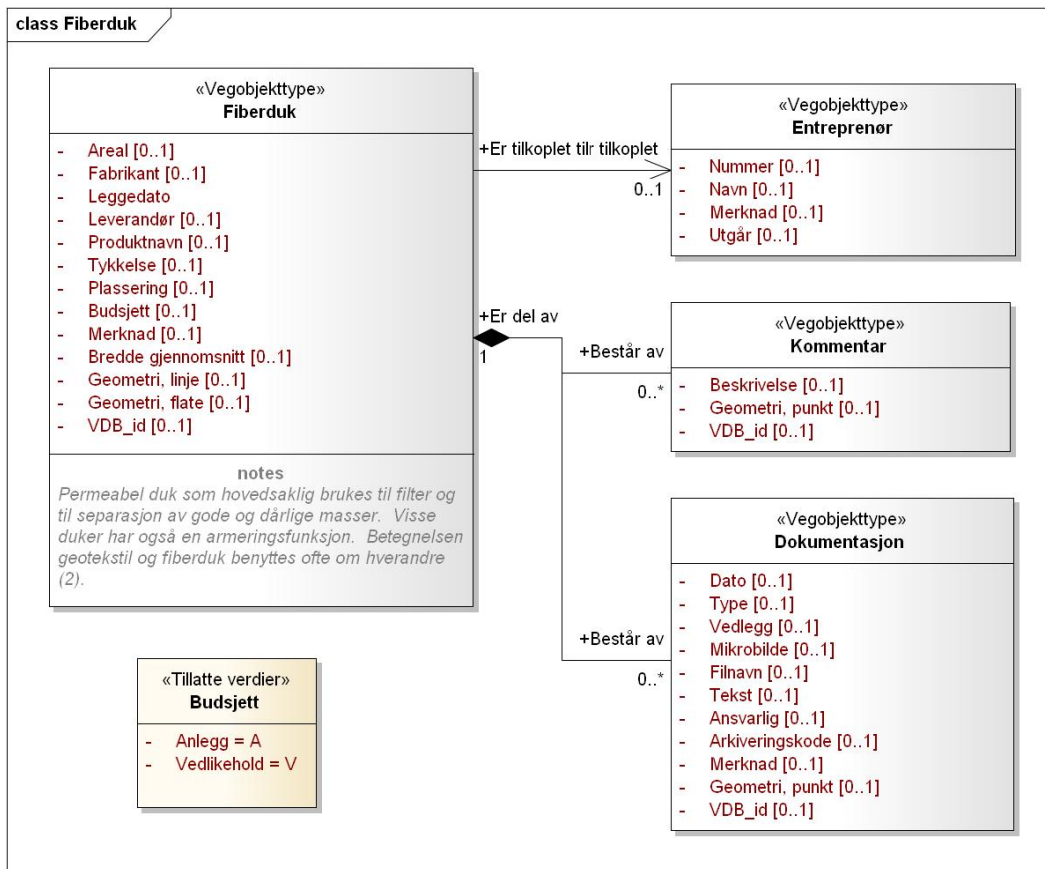 class Fiberduk
«Vegobjekttype»
Fiberduk
- Areal [0..1]
- Fabrikant [0..1]
- Leggedato
- Leverandør [0..1]
- Produktnavn [0..1]
- Tykkelse [0..1]
- Plassering [0..1]
- Budsjett [0..1]
- Merknad [0..1]
- Bredde gjennomsnitt [0..1]
- Geometri, linje [0..1]
- Geometri, flate [0..1]
- VDB_id [0..1]
notes
Permeabel duk som hovedsaklig brukes til filter og
til separasjon av gode og dårlige masser. Visse
duker har også en armeringsfunksjon. Betegnelsen
geotekstil og fiberduk benyttes ofte om hverandre
(2).
+Er tilkoplet tilr tilkoplet
0..1
«Vegobjekttype»
Entreprenør
- Nummer [0..1]
- Navn [0..1]
- Merknad [0..1]
- Utgår [0..1]
+Er del av
1
+Består av
0..*
«Vegobjekttype»
Kommentar
- Beskrivelse [0..1]
- Geometri, punkt [0..1]
- VDB_id [0..1]
+Består av
0..*
«Vegobjekttype»
Dokumentasjon
- Dato [0..1]
- Type [0..1]
- Vedlegg [0..1]
- Mikrobilde [0..1]
- Filnavn [0..1]
- Tekst [0..1]
- Ansvarlig [0..1]
- Arkiveringskode [0..1]
- Merknad [0..1]
- Geometri, punkt [0..1]
- VDB_id [0..1]
«Tillatte verdier»
Budsjett
- Anlegg = A
- Vedlikehold = V